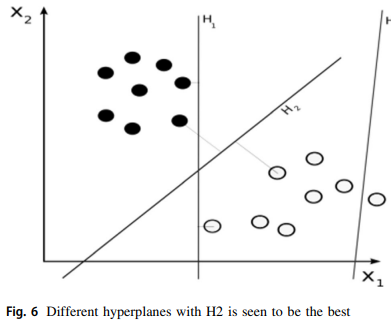 X2
H1
H2
X1
Fig. 6 Different hyperplanes with H2 is seen to be the best